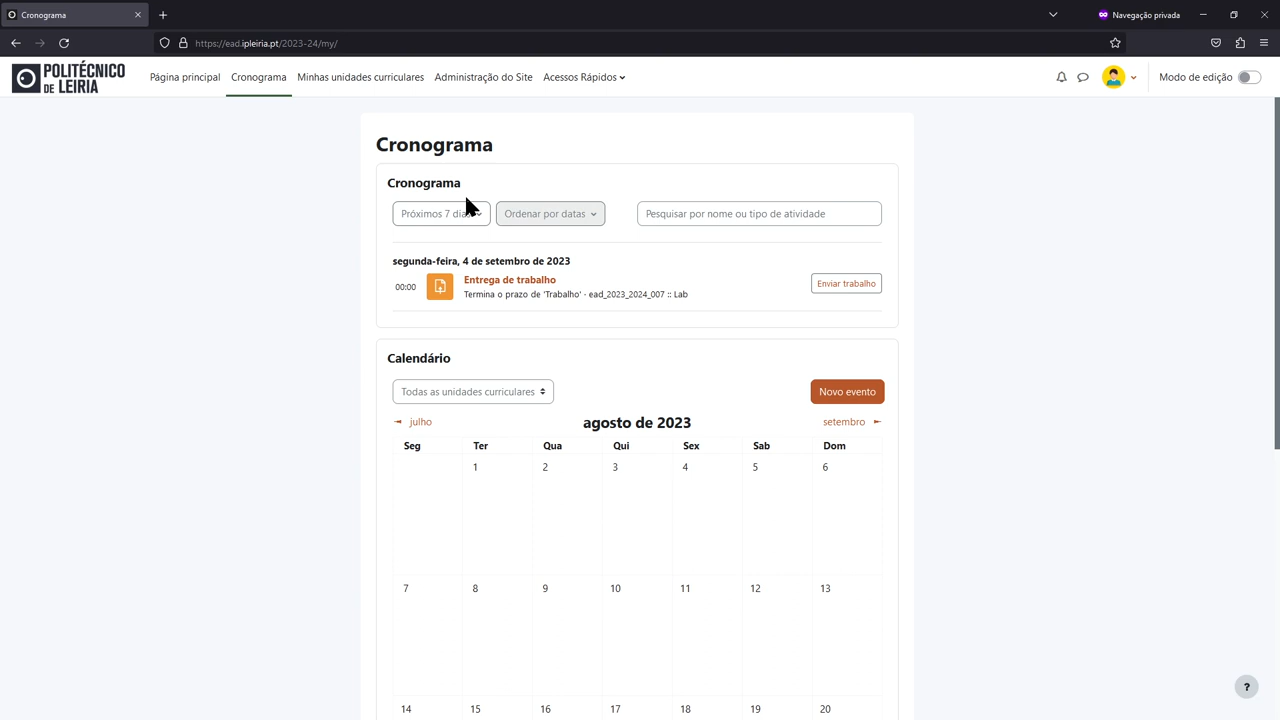 Cronograma
Navegação privada
https://ead.ipleiria.pt/2023-24/my/
POLITÉCNICO
DE LEIRIA
Página principal
Cronograma
Minhas unidades curriculares
Administração do Site
Acessos Rápidos
Modo de edição
Cronograma
Cronograma
Próximos 7 dias
Ordenar por datas
Pesquisar por nome ou tipo de atividade
segunda-feira, 4 de setembro de 2023
00:00
Entrega de trabalho
Termina o prazo de 'Trabalho' · ead_2023_2024_007 :: Lab
Enviar trabalho
Calendário
Todas as unidades curriculares
Novo evento
◄ julho
agosto de 2023
setembro ►
Seg Ter Qua Qui Sex Sab Dom
1 2 3 4 5 6
7 8 9 10 11 12 13
14 15 16 17 18 19 20
?